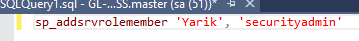 SQLQuery1.sql - GL-...SS.master (sa (51))*
sp_addsrvrolemember 'Yarik', 'securityadmin'